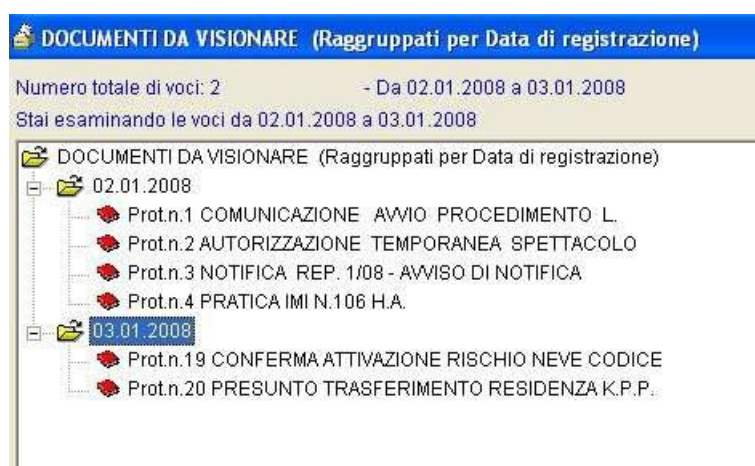 DOCUMENTI DA VISIONARE (Raggruppati per Data di registrazione)
Numero totale di voci: 2 - Da 02.01.2008 a 03.01.2008
Stai esaminando le voci da 02.01.2008 a 03.01.2008
DOCUMENTI DA VISIONARE (Raggruppati per Data di registrazione)
02.01.2008
Prot.n.1 COMUNICAZIONE AVVIO PROCEDIMENTO L.
Prot.n.2 AUTORIZZAZIONE TEMPORANEA SPETTACOLO
Prot.n.3 NOTIFICA REP. 1/08 - AVVISO DI NOTIFICA
Prot.n.4 PRATICA IMI N.106 H.A.
03.01.2008
Prot.n.19 CONFERMA ATTIVAZIONE RISCHIO NEVE CODICE
Prot.n.20 PRESUNTO TRASFERIMENTO RESIDENZA K.P.P.